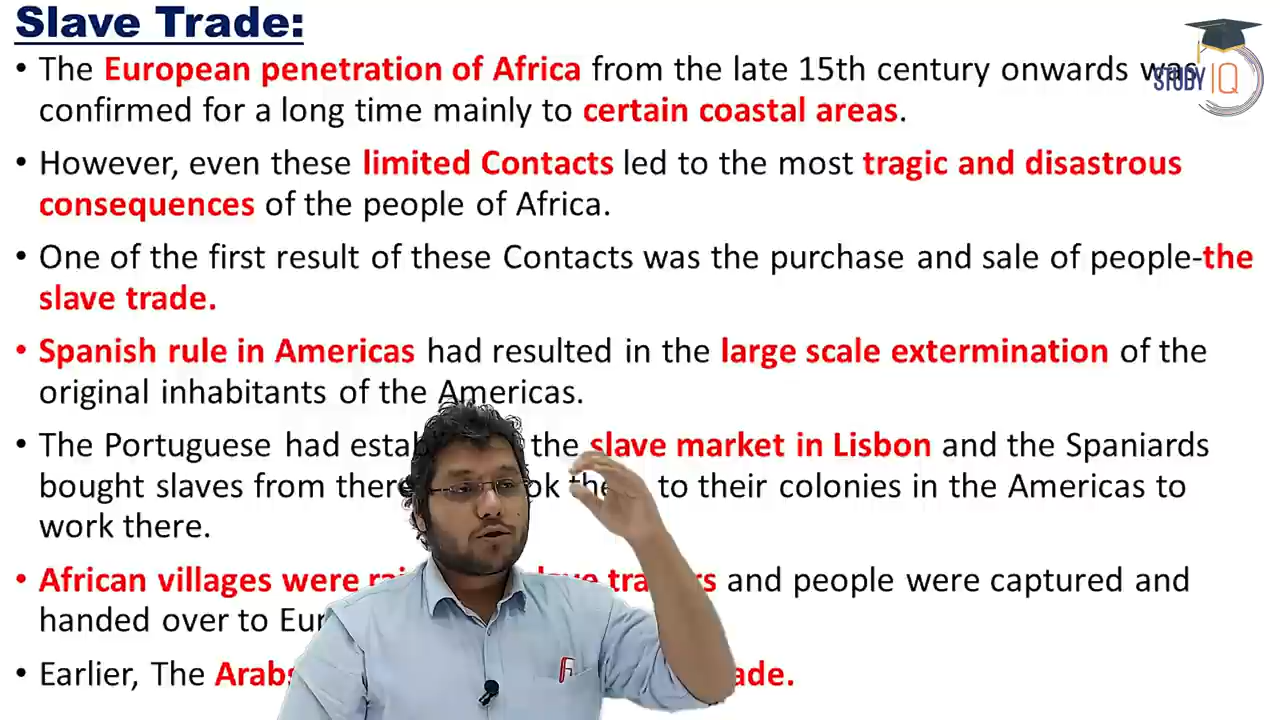 Slave Trade:
• The European penetration of Africa from the late 15th century onwards was
confirmed for a long time mainly to certain coastal areas.
• However, even these limited Contacts led to the most tragic and disastrous
consequences of the people of Africa.
• One of the first result of these Contacts was the purchase and sale of people-the
slave trade.
• Spanish rule in Americas had resulted in the large scale extermination of the
original inhabitants of the Americas.
• The Portuguese had the slave market in Lisbon and the Spaniards
bought slaves from there to their colonies in the Americas to
work there.
• African villages were and people were captured and
handed over to
• Earlier, The Arabs
STUDY IQ